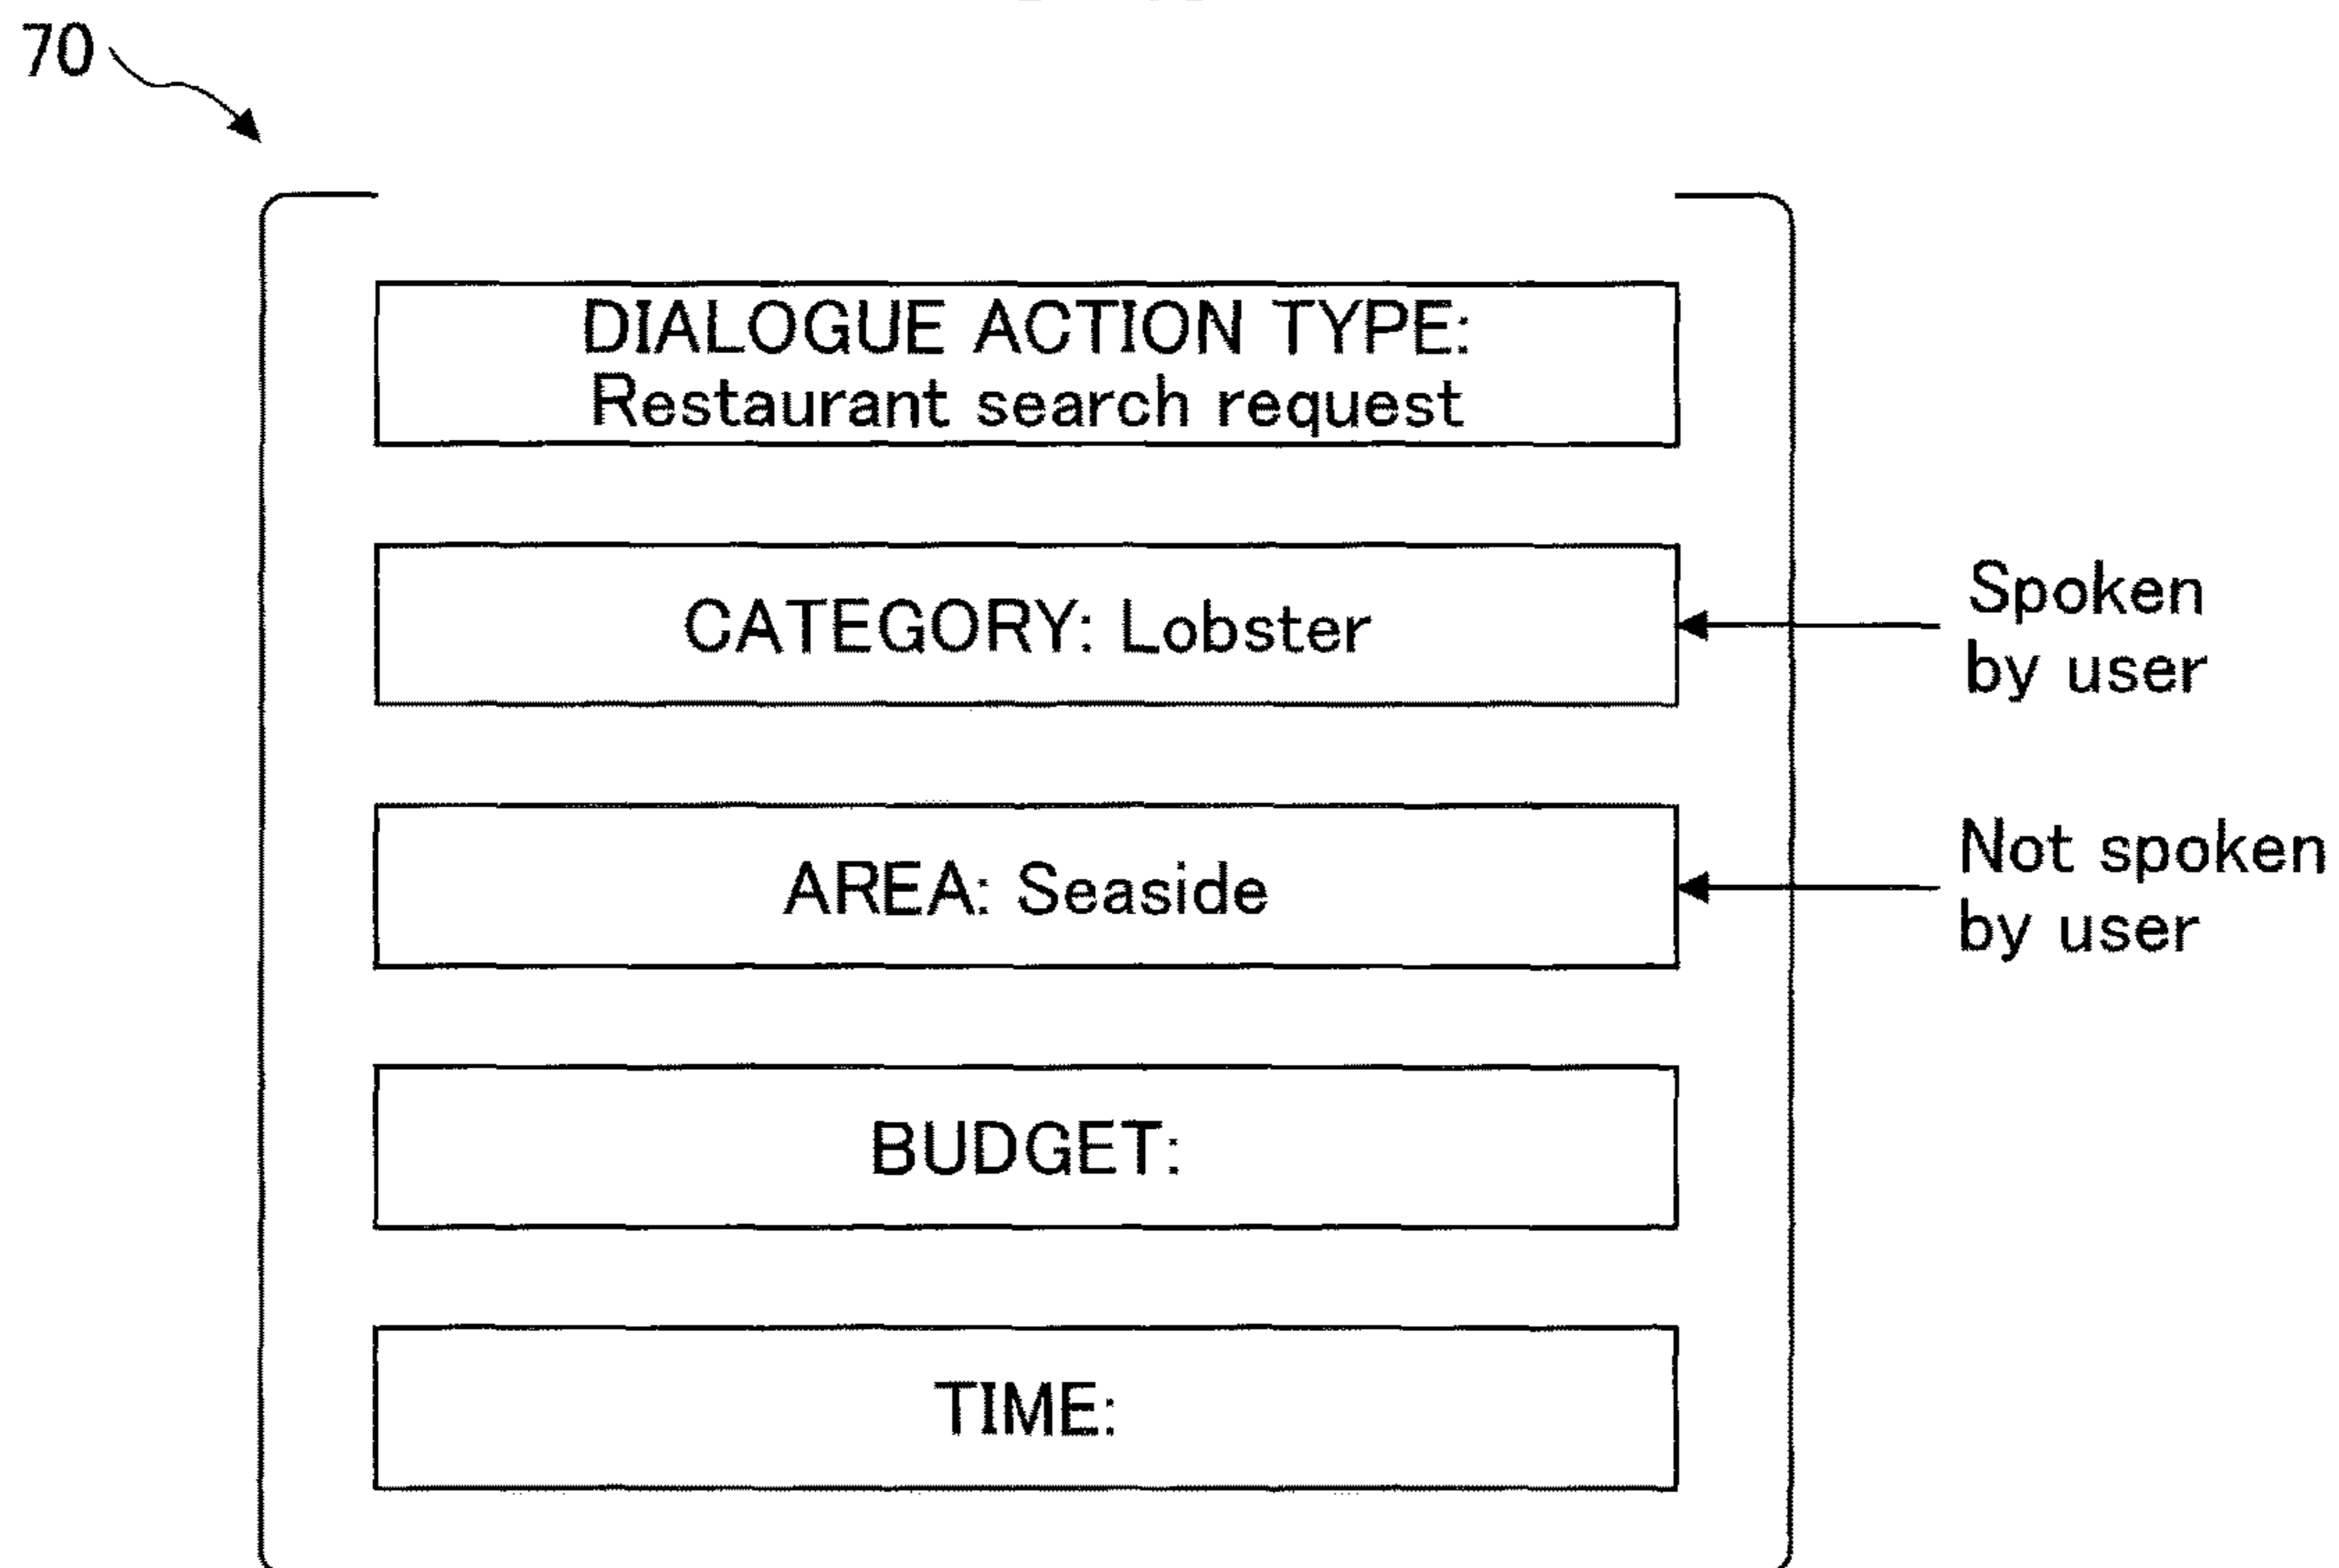 70
DIALOGUE ACTION TYPE:
Restaurant search request
CATEGORY: Lobster
Spoken
by user
AREA: Seaside
Not spoken
by user
BUDGET:
TIME: